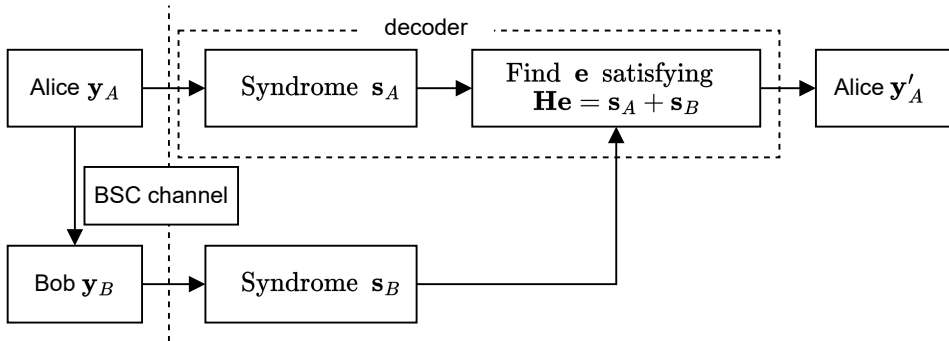 decoder
Alice y_A
Syndrome s_A
Find e satisfying
He = s_A + s_B
Alice y′_A
BSC channel
Bob y_B
Syndrome s_B